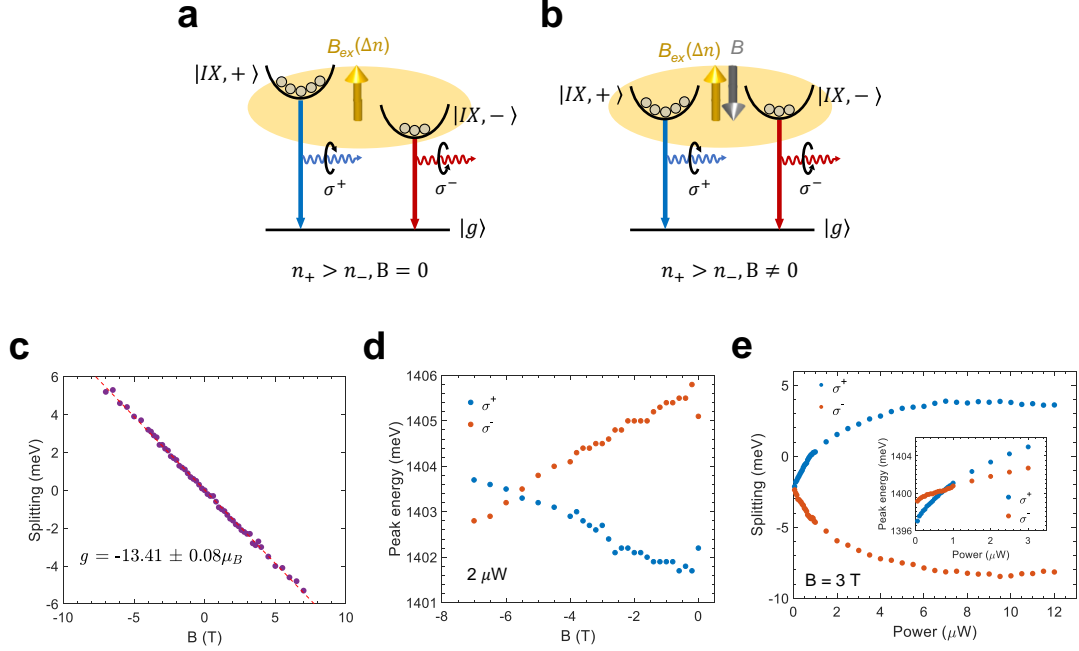 a
B_ex(Δn)
|IX,+⟩
|IX,−⟩
σ⁺
σ⁻
|g⟩
n₊ > n₋, B = 0
b
B_ex(Δn)
B
|IX,+⟩
|IX,−⟩
σ⁺
σ⁻
|g⟩
n₊ > n₋, B ≠ 0
c
Splitting (meV)
6
4
2
0
-2
-4
-6
g = -13.41 ± 0.08μ_B
-10
-5
0
5
10
B (T)
d
Peak energy (meV)
1406
1405
1404
1403
1402
1401
σ⁺
σ⁻
2 μW
-8
-6
-4
-2
0
B (T)
e
Splitting (meV)
5
0
-5
-10
σ⁺
σ⁻
Peak energy (meV)
1404
1400
1396
σ⁺
σ⁻
0
1
2
3
Power (μW)
B = 3 T
0
2
4
6
8
10
12
Power (μW)